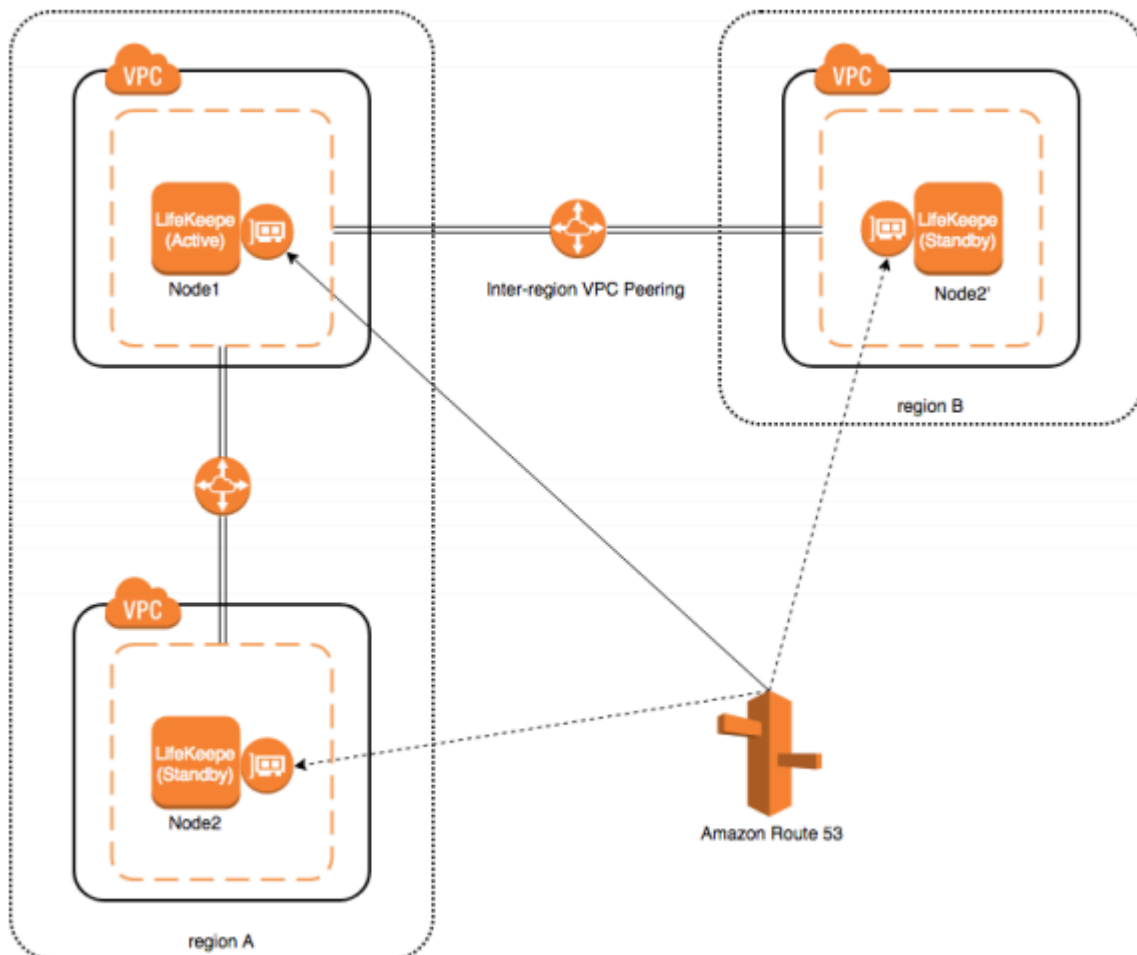 VPC
LifeKeepe
(Active)
Node1
VPC
LifeKeepe
(Standby)
Node2'
Inter-region VPC Peering
region B
VPC
LifeKeepe
(Standby)
Node2
Amazon Route 53
region A